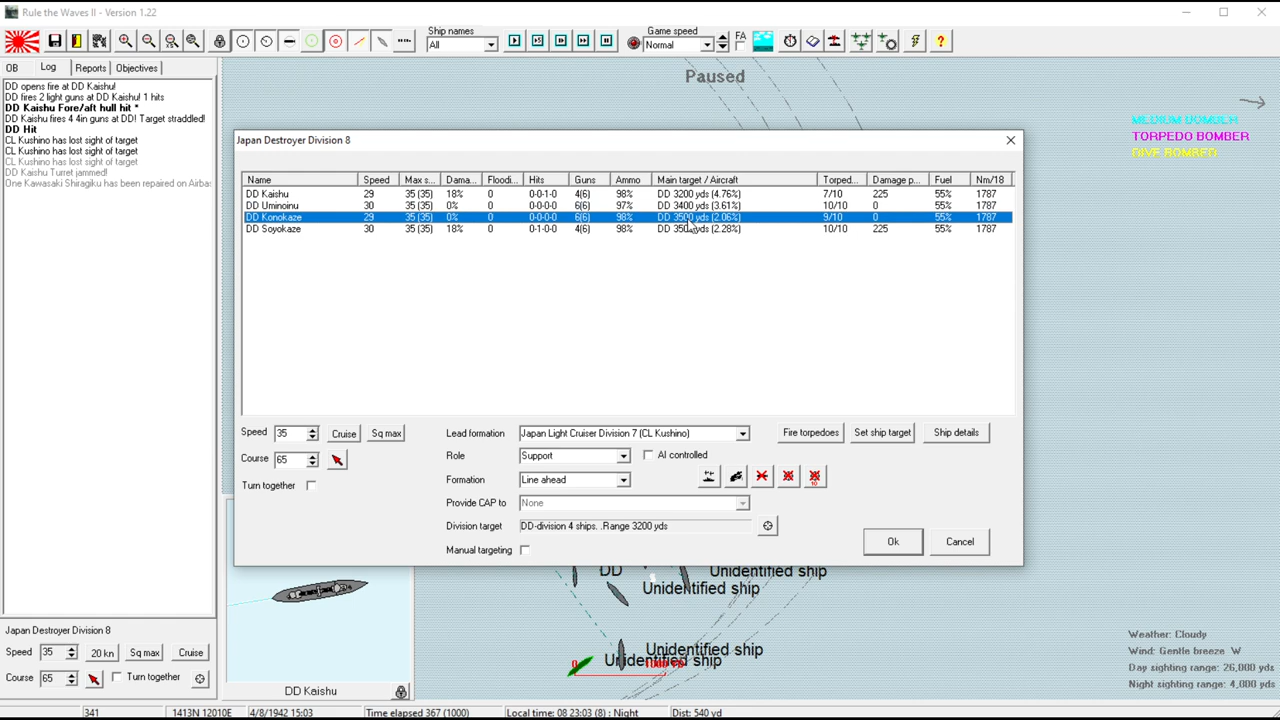 Rule the Waves II - Version 1.22
Ship names
All
Game speed
Normal
FA
OB Log Reports Objectives
Paused
DD opens fire at DD Kaishu!
DD fires 2 light guns at DD Kaishu! 1 hits
DD Kaishu Fore/aft hull hit *
DD Kaishu fires 4 4in guns at DD! Target straddled!
DD Hit
CL Kushino has lost sight of target
CL Kushino has lost sight of target
CL Kushino has lost sight of target
DD Kaishu Turret jammed!
One Kawasaki Shiragiku has been repaired on Airbas
MEDIUM BOMBER
TORPEDO BOMBER
DIVE BOMBER
Japan Destroyer Division 8
Name Speed Max s... Dama... Floodi... Hits Guns Ammo Main target / Aircraft Torped... Damage p... Fuel Nm/18
DD Kaishu 29 35 (35) 18% 0 0-0-1-0 4(6) 98% DD 3200 yds (4.76%) 7/10 225 55% 1787
DD Uminoinu 30 35 (35) 0% 0 0-0-0-0 6(6) 97% DD 3400 yds (3.61%) 10/10 0 55% 1787
DD Konokaze 29 35 (35) 0% 0 0-0-0-0 6(6) 98% DD 3500 yds (2.06%) 9/10 0 55% 1787
DD Soyokaze 30 35 (35) 18% 0 0-1-0-0 4(6) 98% DD 3500 yds (2.28%) 10/10 225 55% 1787
Speed 35 Cruise Sq max
Course 65
Turn together
Lead formation Japan Light Cruiser Division 7 (CL Kushino)
Role Support AI controlled
Formation Line ahead
Provide CAP to None
Division target DD-division 4 ships. .Range 3200 yds
Manual targeting
Fire torpedoes Set ship target Ship details
10
Ok Cancel
DD Unidentified ship
Unidentified ship
Unidentified ship
Unidentified ship
0
DD Kaishu
Japan Destroyer Division 8
Speed 35 20 kn Sq max Cruise
Course 65 Turn together
Weather: Cloudy
Wind: Gentle breeze W
Day sighting range: 26,000 yds
Night sighting range: 4,000 yds
341 1413N 12010E 4/8/1942 15:03 Time elapsed 367 (1000) Local time: 08 23:03 (8) : Night Dist: 540 yd